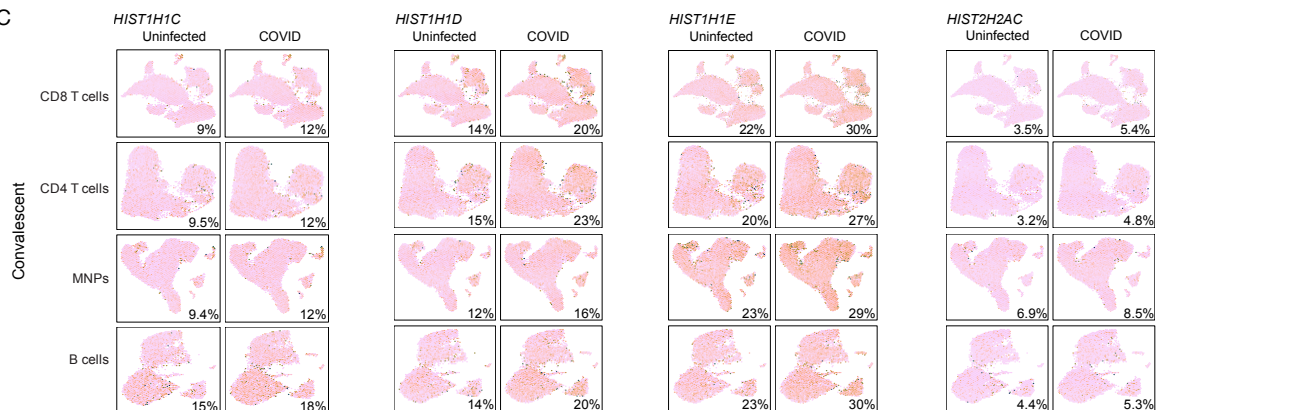 C
HIST1H1C HIST1H1D HIST1H1E HIST2H2AC
Uninfected COVID Uninfected COVID Uninfected COVID Uninfected COVID
Convalescent
CD8 T cells 9% 12% 14% 20% 22% 30% 3.5% 5.4%
CD4 T cells 9.5% 12% 15% 23% 20% 27% 3.2% 4.8%
MNPs 9.4% 12% 12% 16% 23% 29% 6.9% 8.5%
B cells 15% 18% 14% 20% 23% 30% 4.4% 5.3%